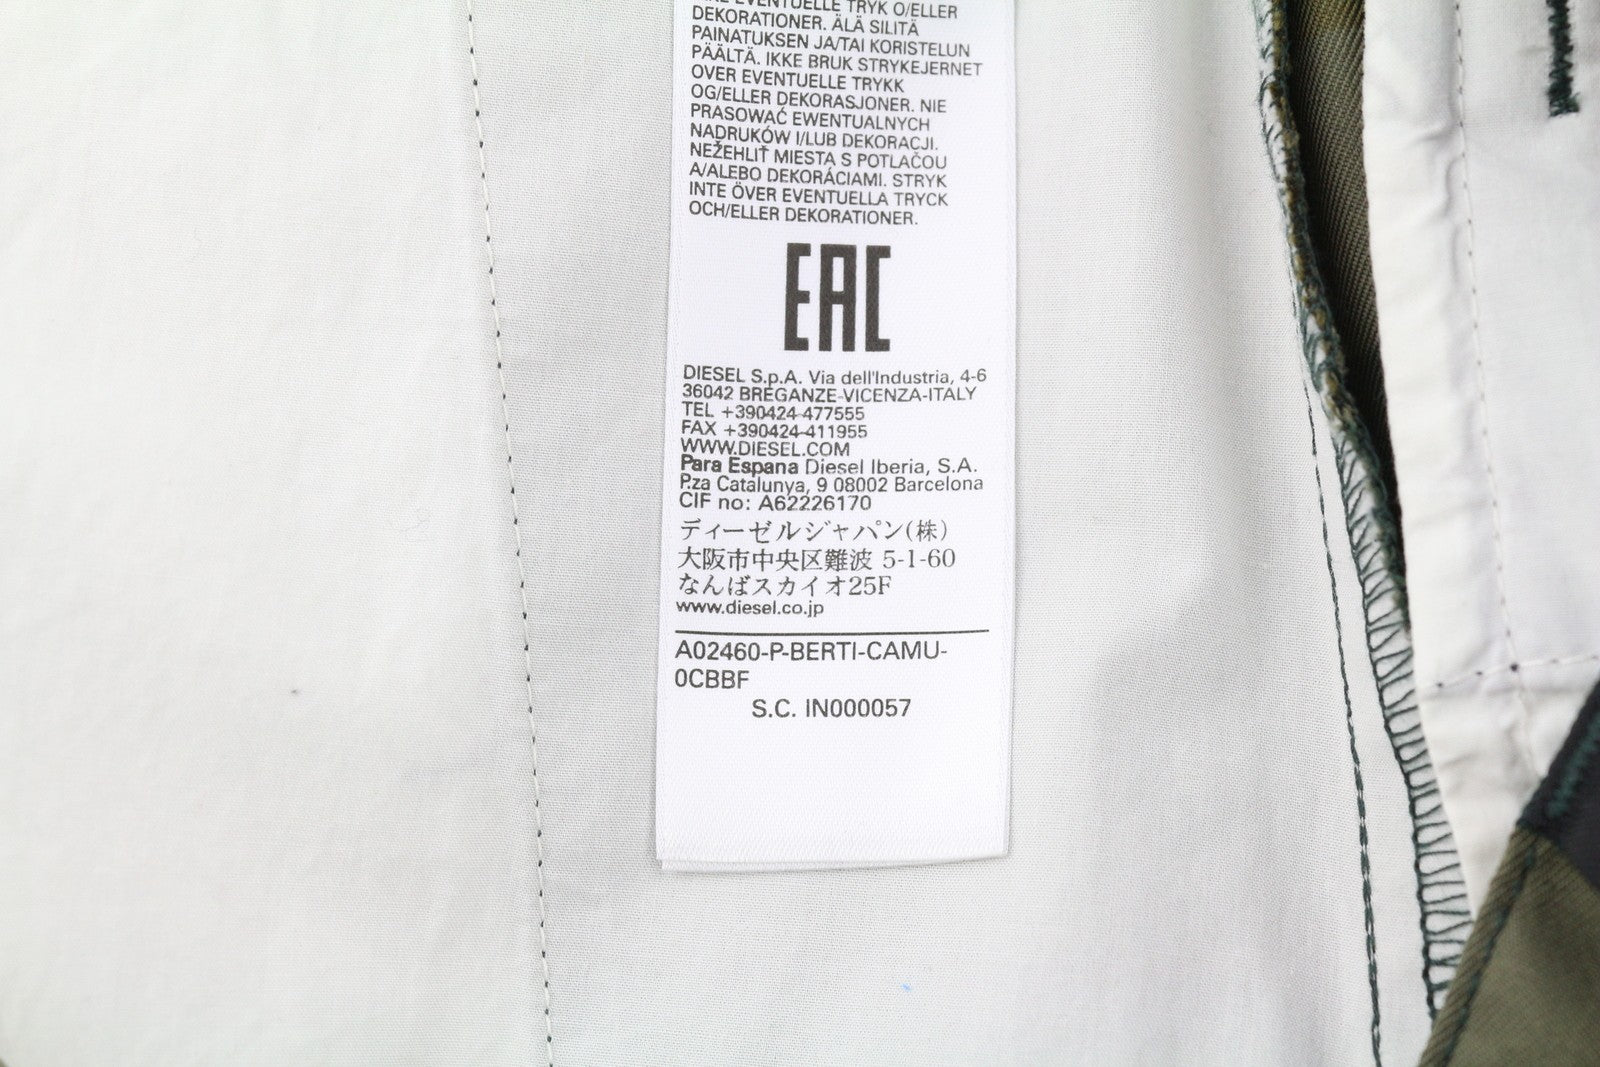 EVENTUELLE TRYK O/ELLER
DEKORATIONER. ÄLÄ SILITÄ
PAINATUKSEN JA/TAI KORISTELUN
PÄÄLTÄ. IKKE BRUK STRYKEJERNET
OVER EVENTUELLE TRYKK
OG/ELLER DEKORASJONER. NIE
PRASOWAĆ EWENTUALNYCH
NADRUKÓW I/LUB DEKORACJI.
NEŽEHLIŤ MIESTA S POTLAČOU
A/ALEBO DEKORÁCIAMI. STRYK
INTE ÖVER EVENTUELLA TRYCK
OCH/ELLER DEKORATIONER.
EAC
DIESEL S.p.A. Via dell'Industria, 4-6
36042 BREGANZE-VICENZA-ITALY
TEL +390424-477555
FAX +390424-411955
WWW.DIESEL.COM
Para Espana Diesel Iberia, S.A.
P.za Catalunya, 9 08002 Barcelona
CIF no: A62226170
ディーゼルジャパン(株)
大阪市中央区難波 5-1-60
なんばスカイオ25F
www.diesel.co.jp
A02460-P-BERTI-CAMU-
0CBBF
S.C. IN000057